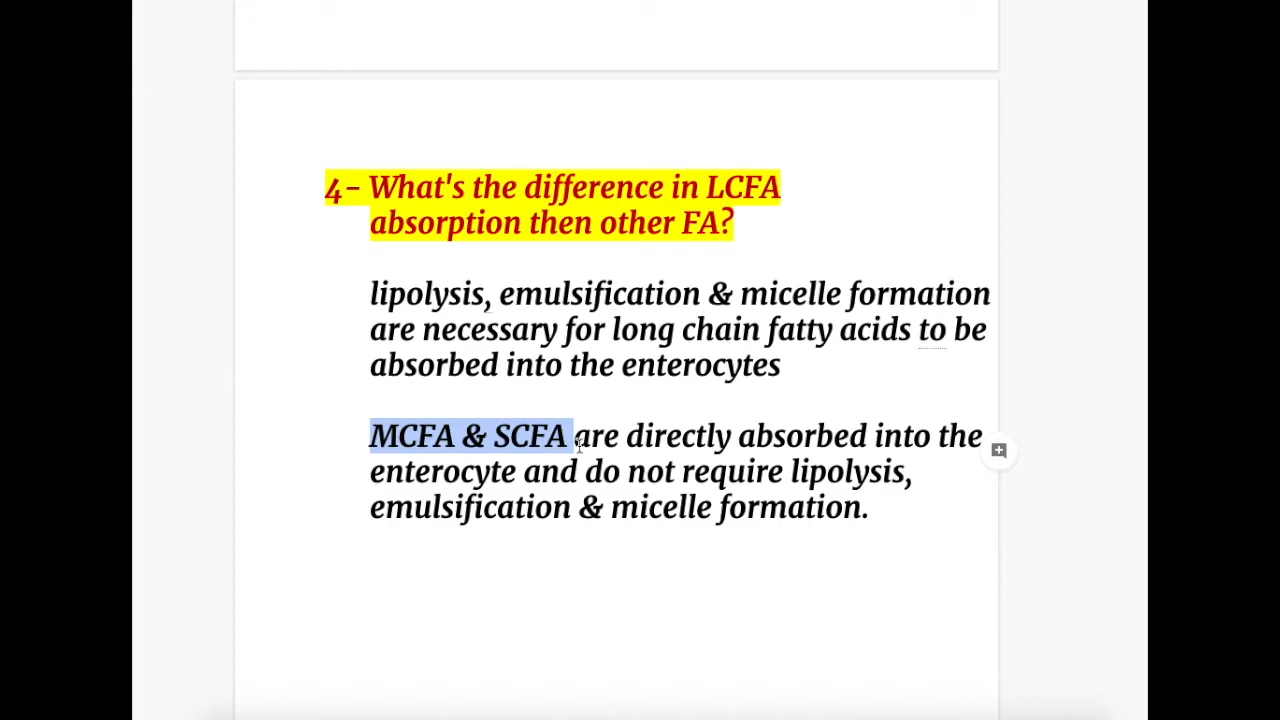 4- What's the difference in LCFA
absorption then other FA?
lipolysis, emulsification & micelle formation
are necessary for long chain fatty acids to be
absorbed into the enterocytes
MCFA & SCFA are directly absorbed into the
enterocyte and do not require lipolysis,
emulsification & micelle formation.